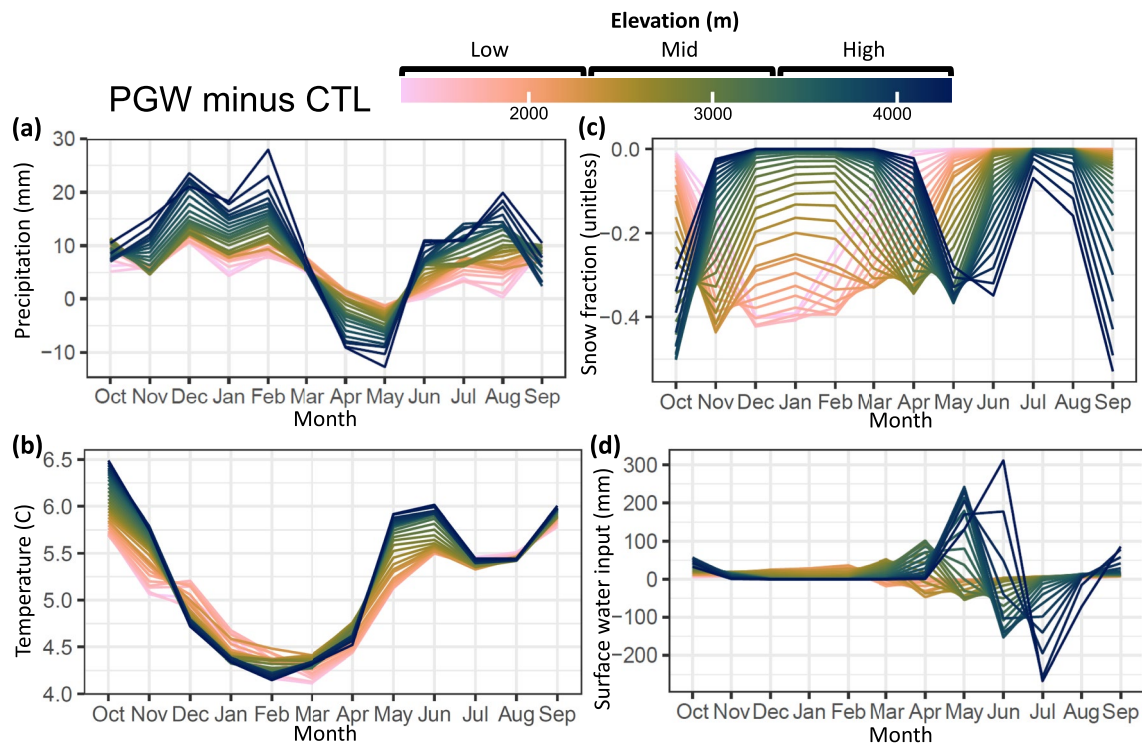 Elevation (m)
Low Mid High
PGW minus CTL
2000 3000 4000
(a)
Precipitation (mm)
30
20
10
0
−10
Oct Nov Dec Jan Feb Mar Apr May Jun Jul Aug Sep
Month
(c)
Snow fraction (unitless)
0.0
−0.2
−0.4
Oct Nov Dec Jan Feb Mar Apr May Jun Jul Aug Sep
Month
(b)
Temperature (C)
6.5
6.0
5.5
5.0
4.5
4.0
Oct Nov Dec Jan Feb Mar Apr May Jun Jul Aug Sep
Month
(d)
Surface water input (mm)
300
200
100
0
−100
−200
Oct Nov Dec Jan Feb Mar Apr May Jun Jul Aug Sep
Month